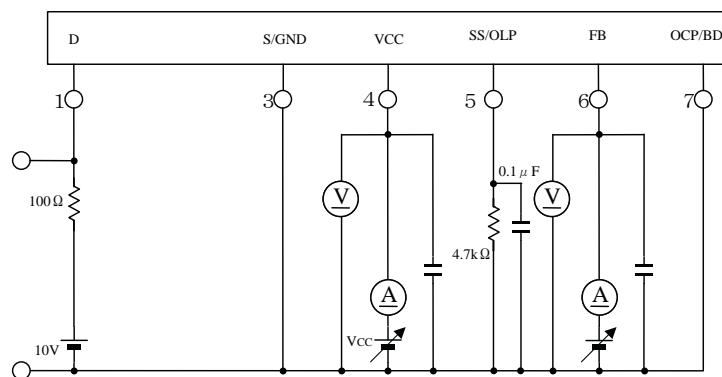 D S/GND VCC SS/OLP FB OCP/BD
1 3 4 5 6 7
0.1μF
V V
100Ω
4.7kΩ
A A
VCC
10V